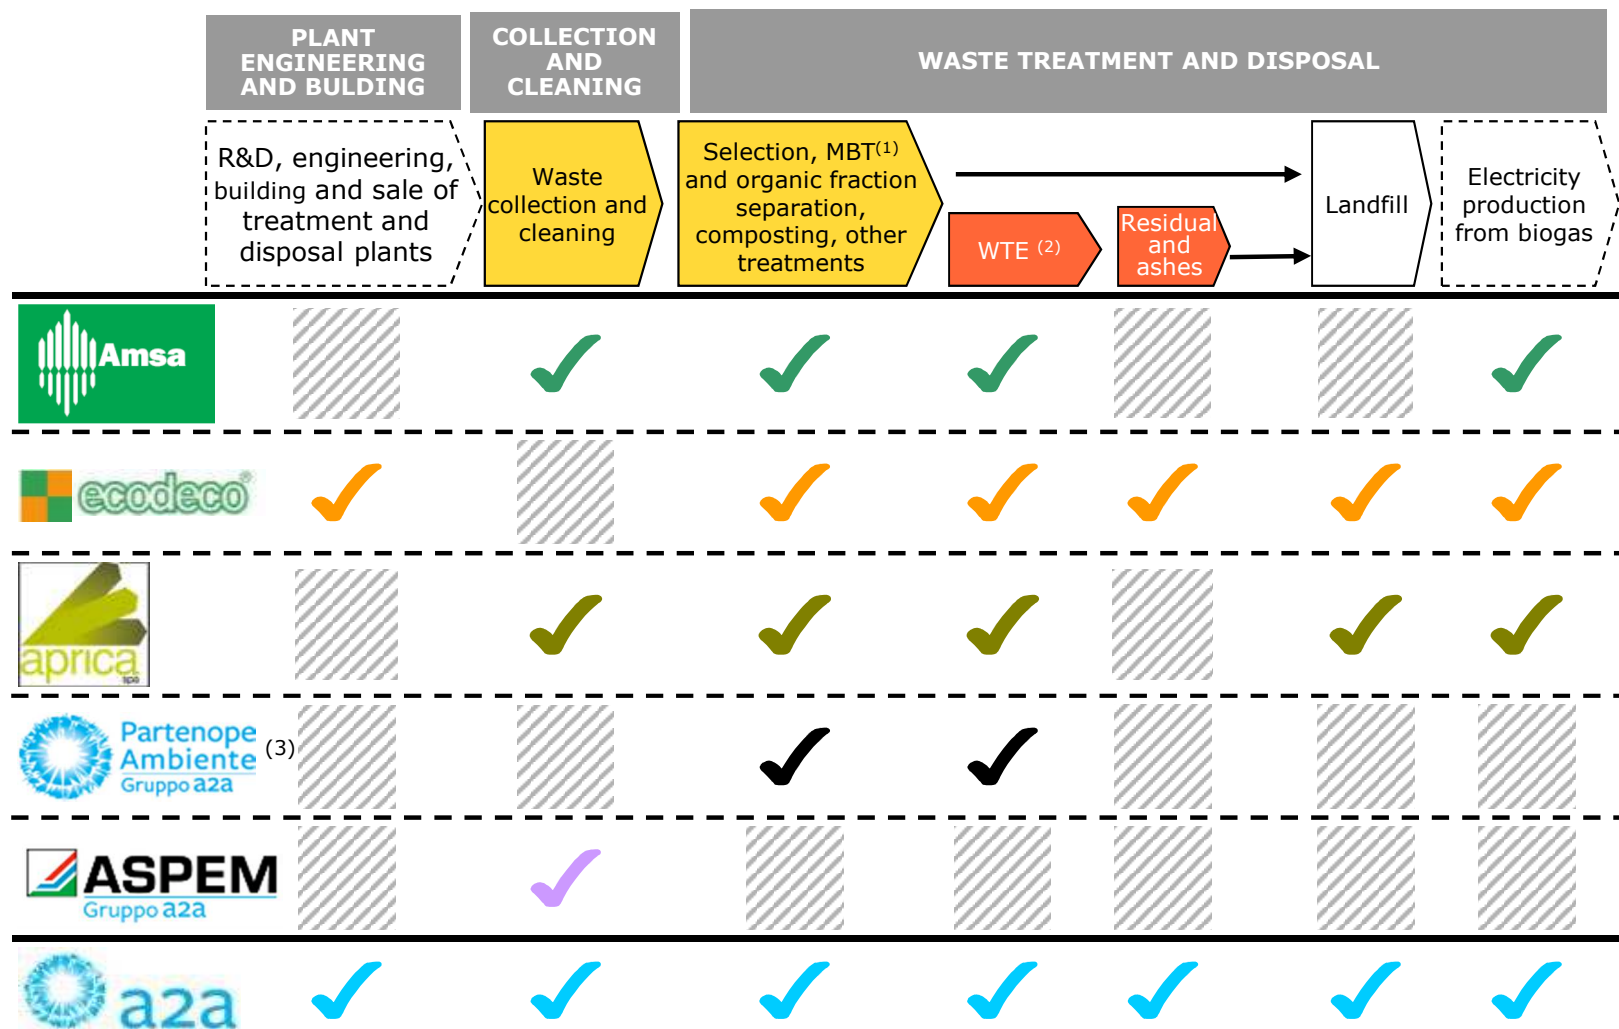 PLANT
ENGINEERING
AND BULDING
COLLECTION
AND
CLEANING
WASTE TREATMENT AND DISPOSAL
R&D, engineering,
building and sale of
treatment and
disposal plants
Waste
collection and
cleaning
Selection, MBT(1)
and organic fraction
separation,
composting, other
treatments
WTE (2)
Residual
and
ashes
Landfill
Electricity
production
from biogas
Amsa
ecodeco®
aprica
spa
Partenope
Ambiente
Gruppo a2a
(3)
ASPEM
Gruppo a2a
a2a